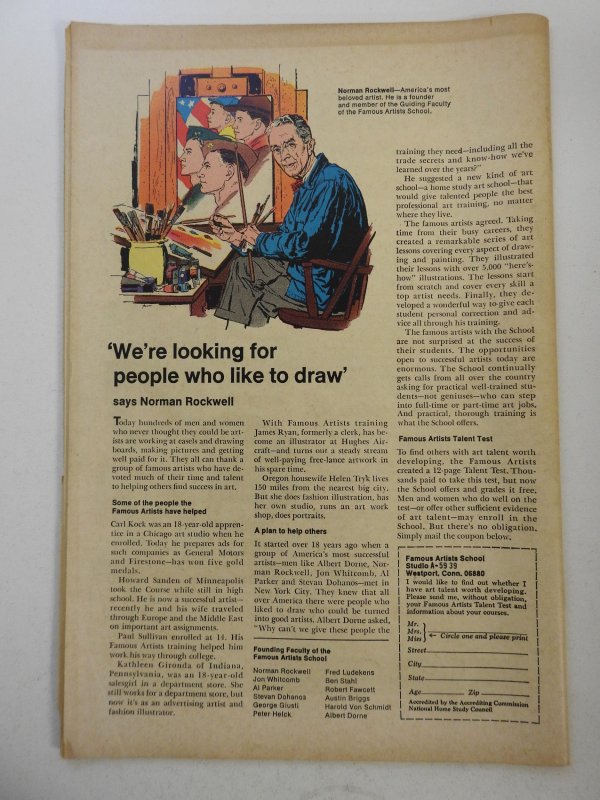 Norman Rockwell—America's most
beloved artist. He is a founder
and member of the Guiding Faculty
of the Famous Artists School.
'We're looking for
people who like to draw'
says Norman Rockwell
Today hundreds of men and women
who never thought they could be art-
ists are working at easels and drawing
boards, making pictures and getting
well paid for it. They all can thank a
group of famous artists who have de-
voted much of their time and talent
to helping others find success in art.
Some of the people the
Famous Artists have helped
Carl Kock was an 18-year-old appren-
tice in a Chicago art studio when he
enrolled. Today he prepares ads for
such companies as General Motors
and Firestone—has won five gold
medals.
Howard Sanden of Minneapolis
took the Course while still in high
school. He is now a successful artist—
recently he and his wife traveled
through Europe and the Middle East
on important art assignments.
Paul Sullivan enrolled at 14. His
Famous Artists training helped him
work his way through college.
Kathleen Gironda of Indiana,
Pennsylvania, was an 18-year-old
salesgirl in a department store. She
still works for a department store, but
now it's as an advertising artist and
fashion illustrator.
With Famous Artists training
James Ryan, formerly a clerk, has be-
come an illustrator at Hughes Air-
craft—and turns out a steady stream
of well-paying free-lance artwork in
his spare time.
Oregon housewife Helen Tryk lives
150 miles from the nearest big city.
But she does fashion illustration, has
her own studio, runs an art work
shop, does portraits.
A plan to help others
It started over 18 years ago when a
group of America's most successful
artists—men like Albert Dorne, Nor-
man Rockwell, Jon Whitcomb, Al
Parker and Stevan Dohanos—met in
New York City. They knew that all
over America there were people who
liked to draw who could be turned
into good artists. Albert Dorne asked,
"Why can't we give these people the
Founding Faculty of the
Famous Artists School
Norman Rockwell
Jon Whitcomb
Al Parker
Stevan Dohanos
George Giusti
Peter Helck
Fred Ludekens
Ben Stahl
Robert Fawcett
Austin Briggs
Harold Von Schmidt
Albert Dorne
training they need—including all the
trade secrets and know-how we've
learned over the years?"
He suggested a new kind of art
school—a home study art school—that
would give talented people the best
professional art training, no matter
where they live.
The famous artists agreed. Taking
time from their busy careers, they
created a remarkable series of art
lessons covering every aspect of draw-
ing and painting. They illustrated
their lessons with over 5,000 "here's-
how" illustrations. The lessons start
from scratch and cover every skill a
top artist needs. Finally, they de-
veloped a wonderful way to give each
student personal correction and ad-
vice all through his training.
The famous artists with the School
are not surprised at the success of
their students. The opportunities
open to successful artists today are
enormous. The School continually
gets calls from all over the country
asking for practical well-trained stu-
dents—not geniuses—who can step
into full-time or part-time art jobs.
And practical, thorough training is
what the School offers.
Famous Artists Talent Test
To find others with art talent worth
developing, the Famous Artists
created a 12-page Talent Test. Thou-
sands paid to take this test, but now
the School offers and grades it free.
Men and women who do well on the
test—or offer other sufficient evidence
of art talent—may enroll in the
School. But there's no obligation.
Simply mail the coupon below.
Famous Artists School
Studio A-5939
Westport, Conn. 06880
I would like to find out whether I
have art talent worth developing.
Please send me, without obligation,
your Famous Artists Talent Test and
information about your courses.
Mr.
Mrs.
Miss
Circle one and please print
Street
City
State
Age Zip
Accredited by the Accrediting Commission
National Home Study Council